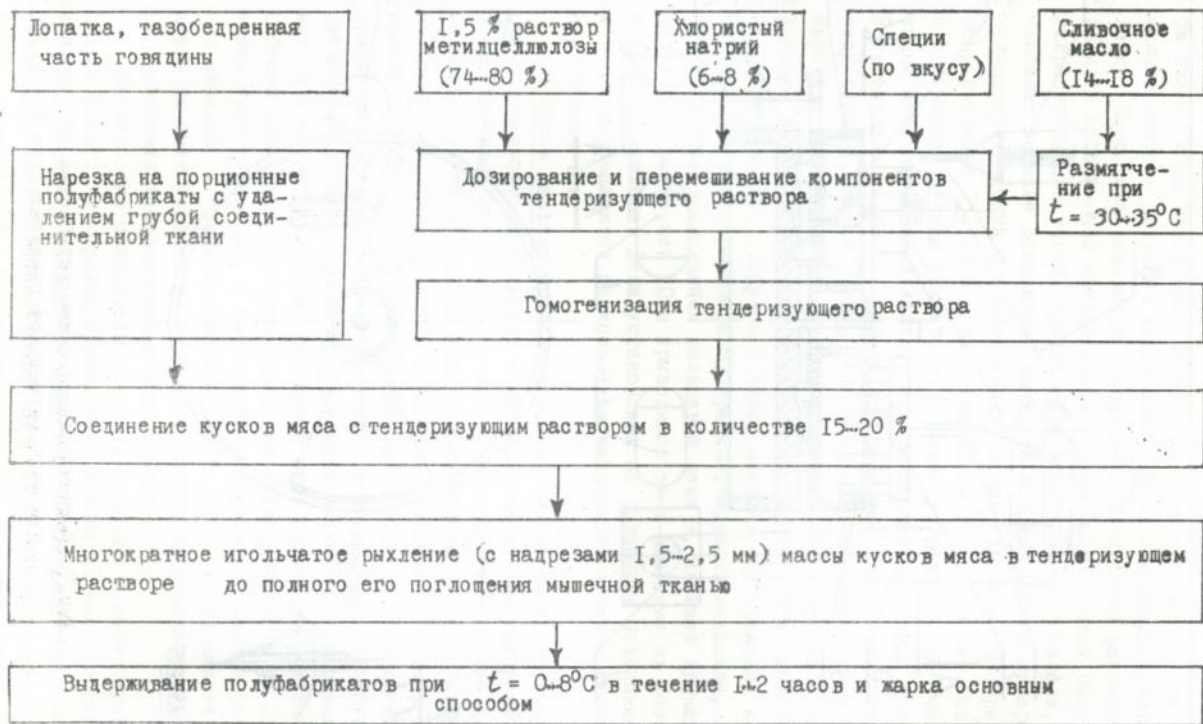 Лопатка, тазобедренная
часть говядины
I,5 % раствор
метилцеллюлозы
(74...80 %)
Хлористый
натрий
(6...8 %)
Специи
(по вкусу)
Сливочное
масло
(I4...I8 %)
Нарезка на порционные
полуфабрикаты с уда-
лением грубой соеди-
нительной ткани
Дозирование и перемешивание компонентов
тендеризующего раствора
Размягче-
ние при
t = 30...35°C
Гомогенизация тендеризующего раствора
Соединение кусков мяса с тендеризующим раствором в количестве I5...20 %
Многократное игольчатое рыхление (с надрезами I,5...2,5 мм) массы кусков мяса в тендеризующем
растворе до полного его поглощения мышечной тканью
Выдерживание полуфабрикатов при t = 0...8°C в течение I...2 часов и жарка основным
способом